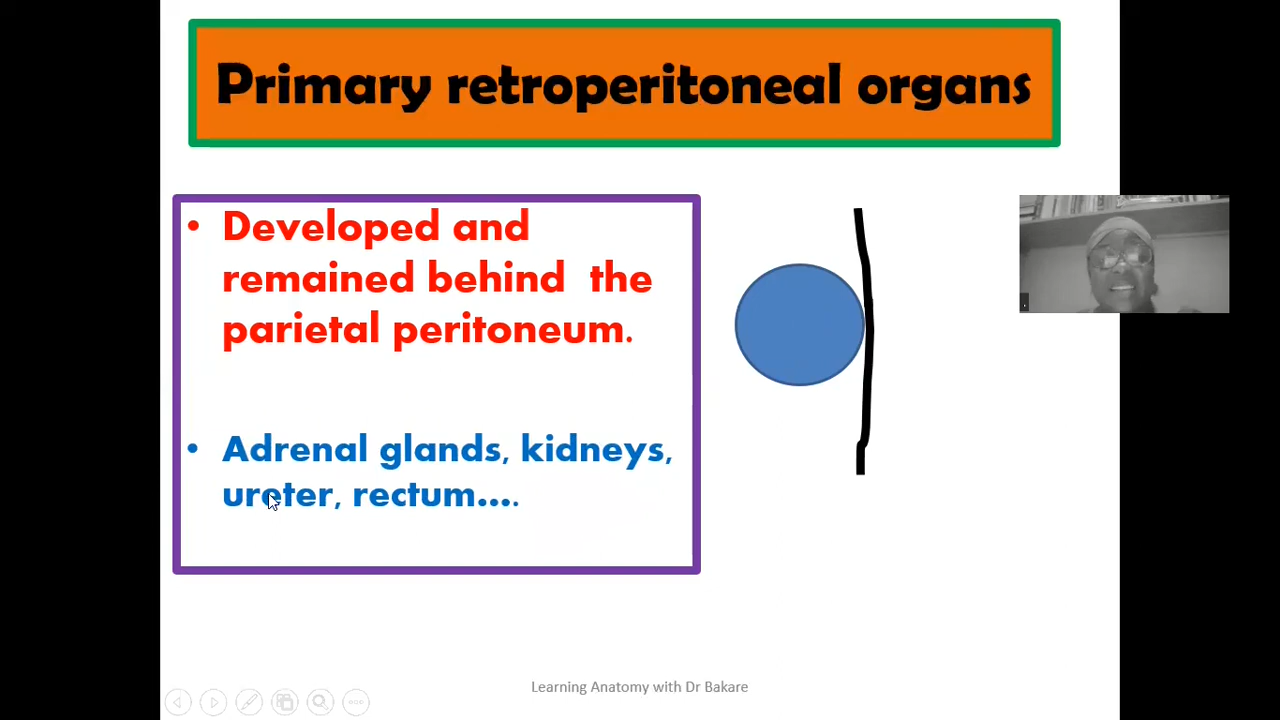 Primary retroperitoneal organs
• Developed and
remained behind the
parietal peritoneum.
• Adrenal glands, kidneys,
ureter, rectum....
Learning Anatomy with Dr Bakare